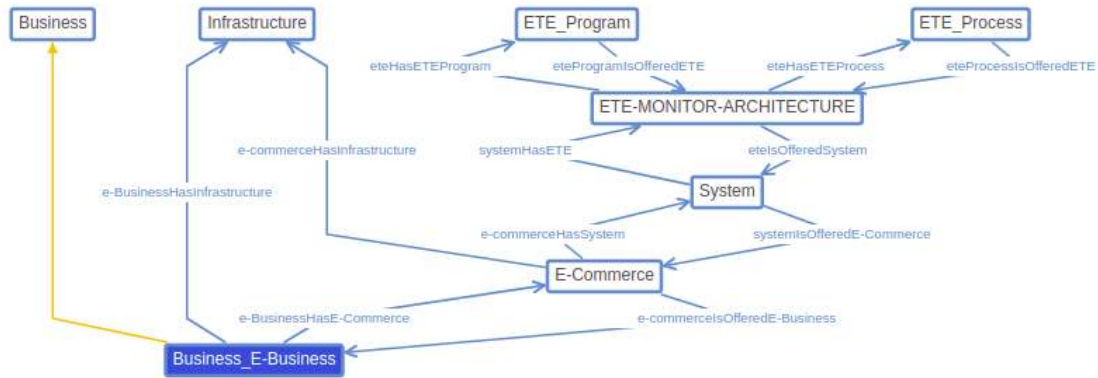 Business
Infrastructure
ETE_Program
ETE_Process
eteHasETEProgram
eteProgramIsOfferedETE
eteHasETEProcess
eteProcessIsOfferedETE
ETE-MONITOR-ARCHITECTURE
e-commerceHasInfrastructure
systemHasETE
eteIsOfferedSystem
e-BusinessHasInfrastructure
System
e-commerceHasSystem
systemIsOfferedE-Commerce
E-Commerce
e-BusinessHasE-Commerce
e-commerceIsOfferedE-Business
Business_E-Business